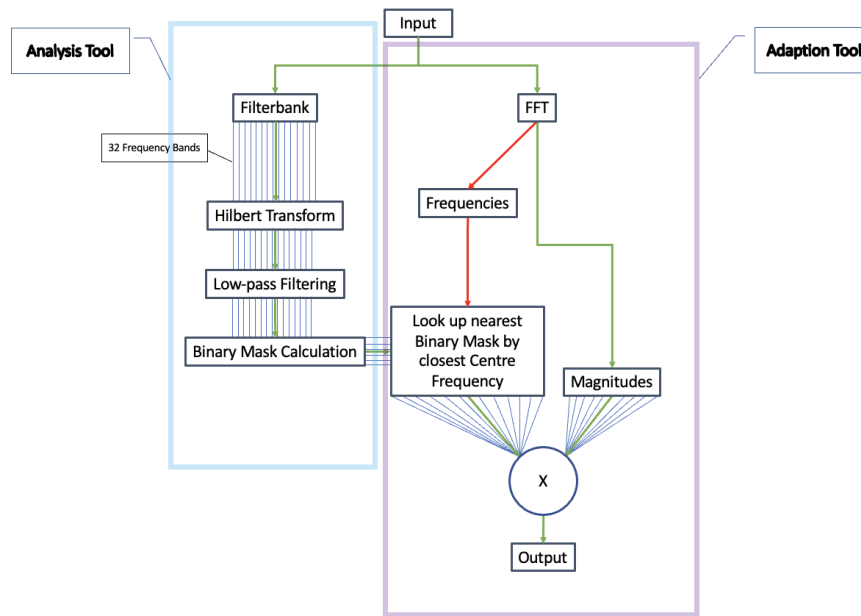 Input
Analysis Tool
Adaption Tool
Filterbank
FFT
32 Frequency Bands
Frequencies
Hilbert Transform
Low-pass Filtering
Look up nearest
Binary Mask by
closest Centre
Frequency
Binary Mask Calculation
Magnitudes
X
Output